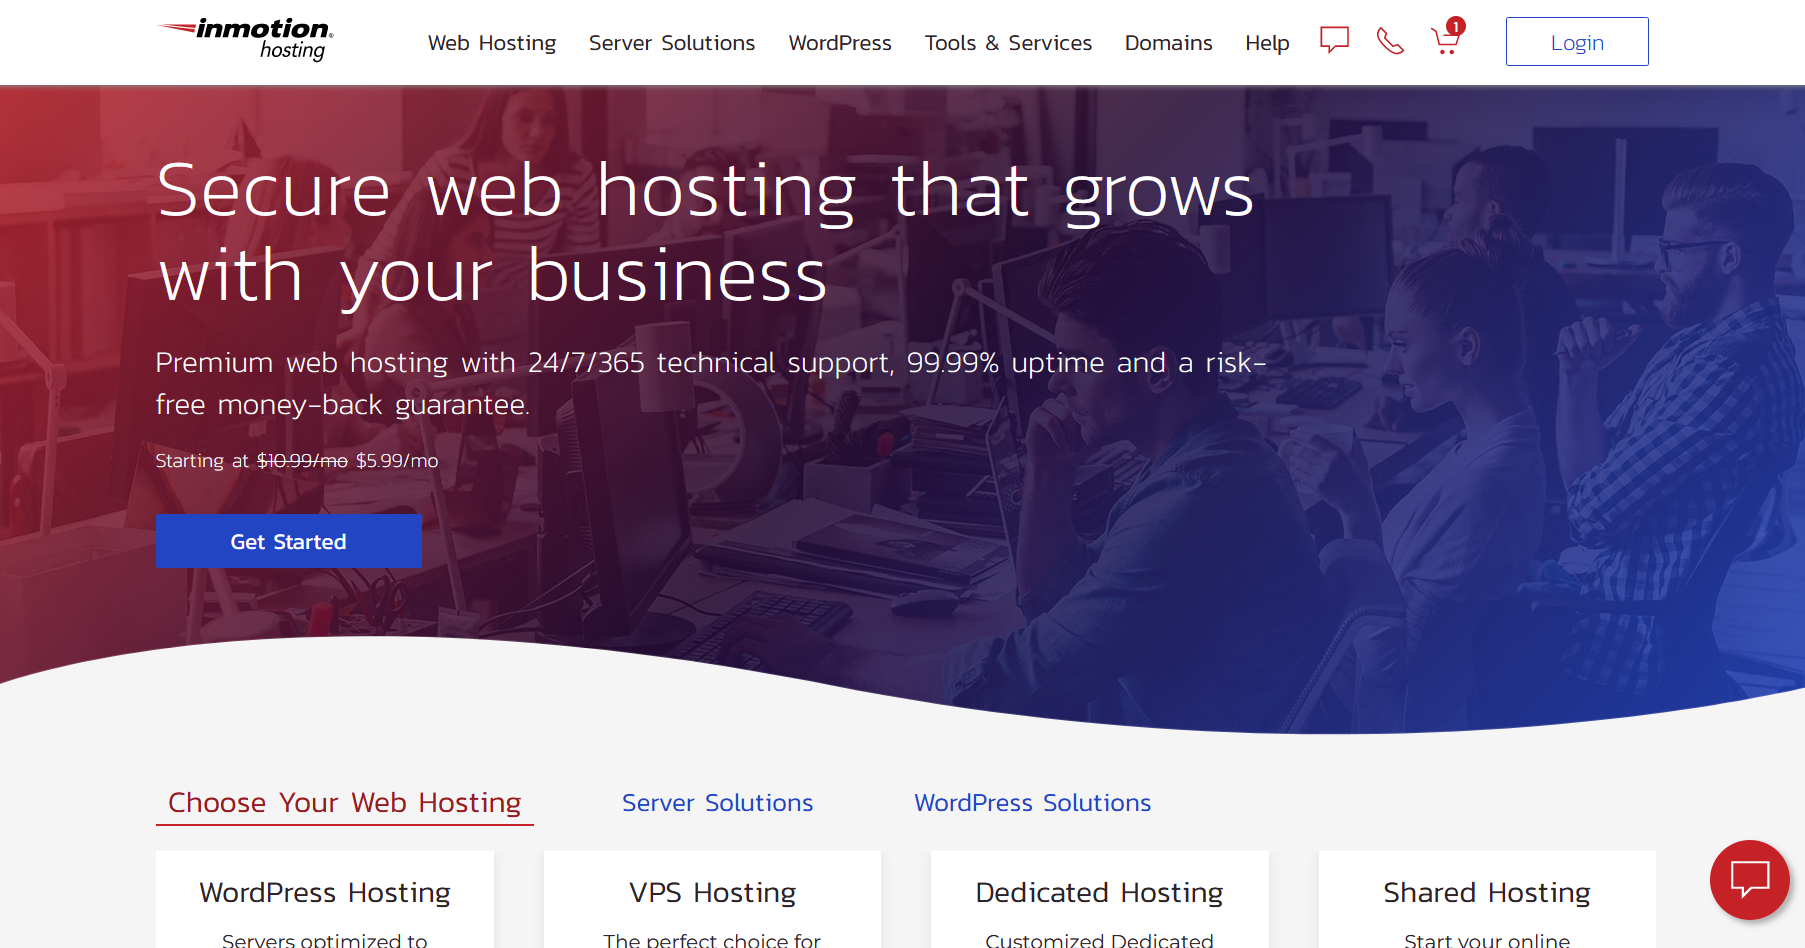 inmotion
hosting
Web Hosting
Server Solutions
WordPress
Tools & Services
Domains
Help
1
Login
Secure web hosting that grows
with your business
Premium web hosting with 24/7/365 technical support, 99.99% uptime and a risk-
free money-back guarantee.
Starting at $10.99/mo $5.99/mo
Get Started
Choose Your Web Hosting
Server Solutions
WordPress Solutions
WordPress Hosting
Servers optimized to
VPS Hosting
The perfect choice for
Dedicated Hosting
Customized Dedicated
Shared Hosting
Start your online